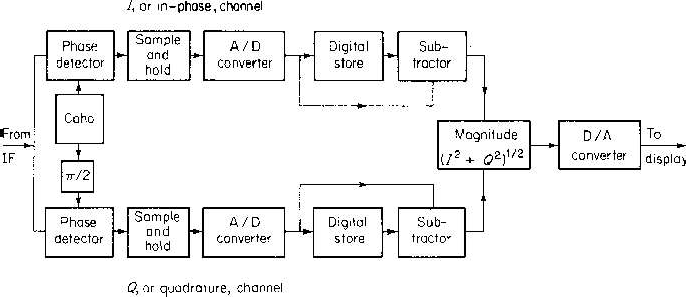 I, or in-phase, channel
Phase
detector
Sample
and
hold
A/D
converter
Digital
store
Sub-
tractor
Coho
From
IF
π/2
Magnitude
(I² + Q²)^1/2
D/A
converter
To
display
Phase
detector
Sample
and
hold
A/D
converter
Digital
store
Sub-
tractor
Q, or quadrature, channel